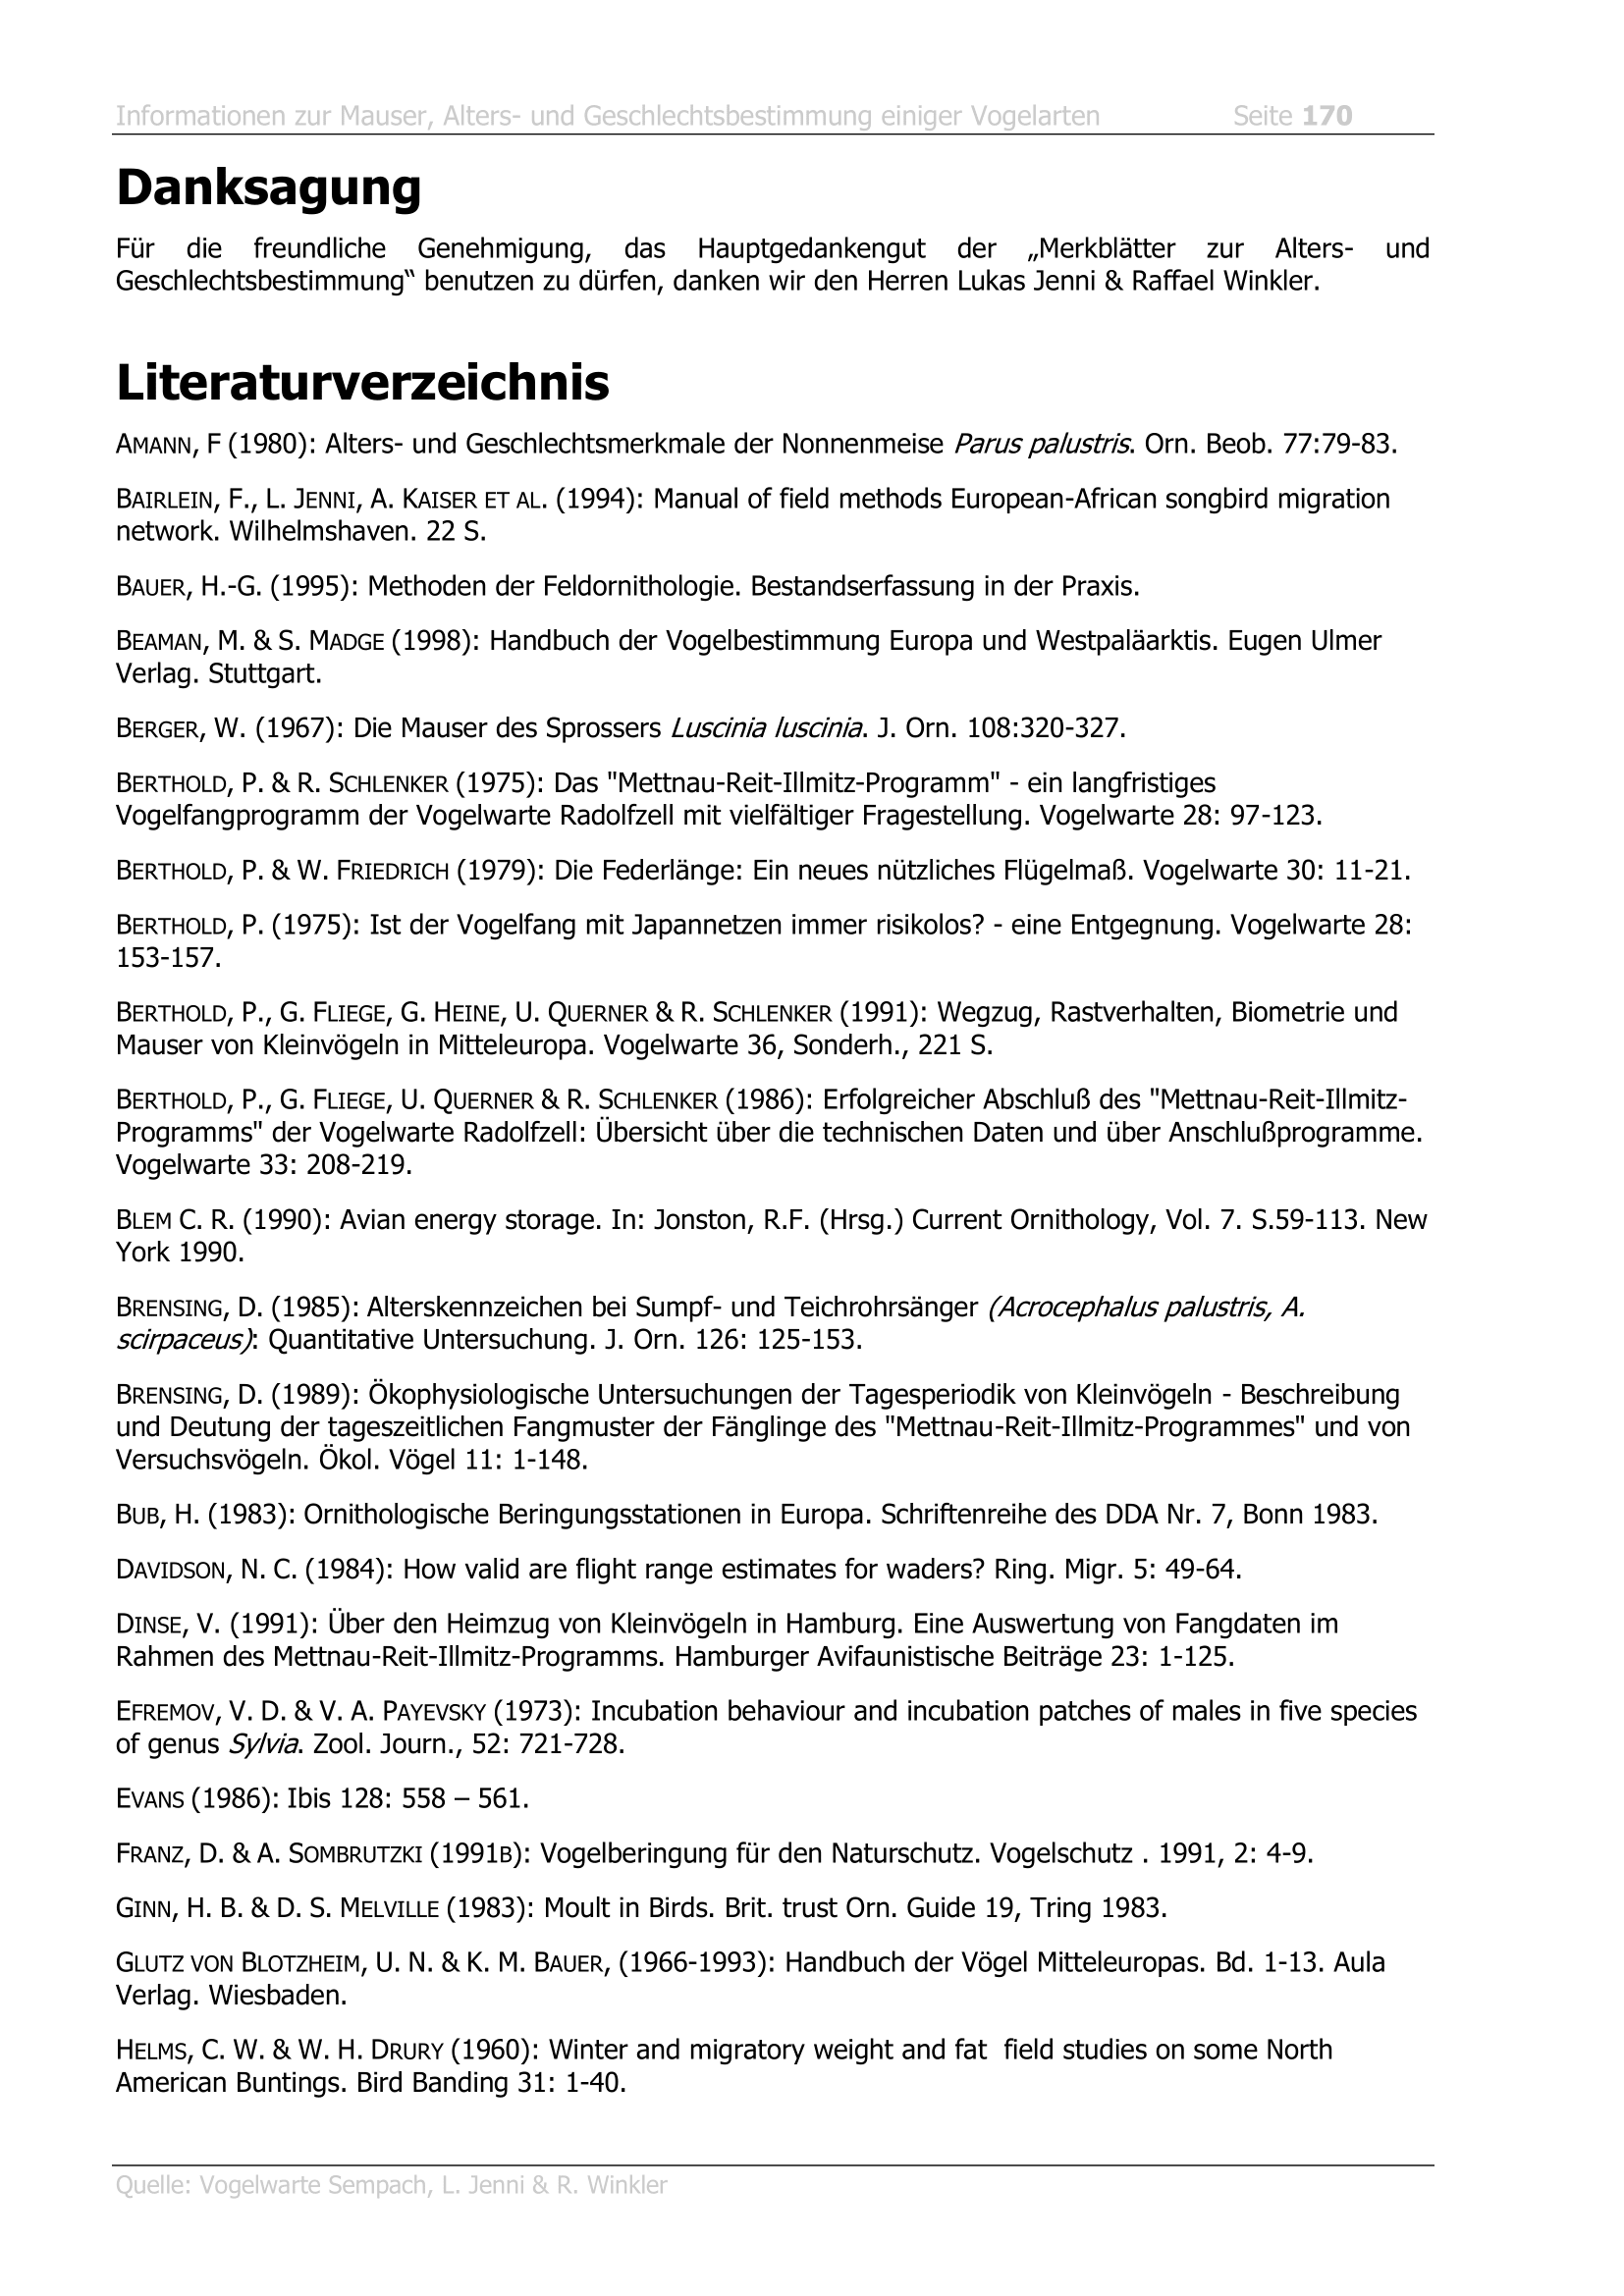 Informationen zur Mauser, Alters- und Geschlechtsbestimmung einiger Vogelarten Seite 170
Danksagung
Für die freundliche Genehmigung, das Hauptgedankengut der „Merkblätter zur Alters- und
Geschlechtsbestimmung“ benutzen zu dürfen, danken wir den Herren Lukas Jenni & Raffael Winkler.
Literaturverzeichnis
AMANN, F (1980): Alters- und Geschlechtsmerkmale der Nonnenmeise Parus palustris. Orn. Beob. 77:79-83.
BAIRLEIN, F., L. JENNI, A. KAISER ET AL. (1994): Manual of field methods European-African songbird migration
network. Wilhelmshaven. 22 S.
BAUER, H.-G. (1995): Methoden der Feldornithologie. Bestandserfassung in der Praxis.
BEAMAN, M. & S. MADGE (1998): Handbuch der Vogelbestimmung Europa und Westpaläarktis. Eugen Ulmer
Verlag. Stuttgart.
BERGER, W. (1967): Die Mauser des Sprossers Luscinia luscinia. J. Orn. 108:320-327.
BERTHOLD, P. & R. SCHLENKER (1975): Das "Mettnau-Reit-Illmitz-Programm" - ein langfristiges
Vogelfangprogramm der Vogelwarte Radolfzell mit vielfältiger Fragestellung. Vogelwarte 28: 97-123.
BERTHOLD, P. & W. FRIEDRICH (1979): Die Federlänge: Ein neues nützliches Flügelmaß. Vogelwarte 30: 11-21.
BERTHOLD, P. (1975): Ist der Vogelfang mit Japannetzen immer risikolos? - eine Entgegnung. Vogelwarte 28:
153-157.
BERTHOLD, P., G. FLIEGE, G. HEINE, U. QUERNER & R. SCHLENKER (1991): Wegzug, Rastverhalten, Biometrie und
Mauser von Kleinvögeln in Mitteleuropa. Vogelwarte 36, Sonderh., 221 S.
BERTHOLD, P., G. FLIEGE, U. QUERNER & R. SCHLENKER (1986): Erfolgreicher Abschluß des "Mettnau-Reit-Illmitz-
Programms" der Vogelwarte Radolfzell: Übersicht über die technischen Daten und über Anschlußprogramme.
Vogelwarte 33: 208-219.
BLEM C. R. (1990): Avian energy storage. In: Jonston, R.F. (Hrsg.) Current Ornithology, Vol. 7. S.59-113. New
York 1990.
BRENSING, D. (1985): Alterskennzeichen bei Sumpf- und Teichrohrsänger (Acrocephalus palustris, A.
scirpaceus): Quantitative Untersuchung. J. Orn. 126: 125-153.
BRENSING, D. (1989): Ökophysiologische Untersuchungen der Tagesperiodik von Kleinvögeln - Beschreibung
und Deutung der tageszeitlichen Fangmuster der Fänglinge des "Mettnau-Reit-Illmitz-Programmes" und von
Versuchsvögeln. Ökol. Vögel 11: 1-148.
BUB, H. (1983): Ornithologische Beringungsstationen in Europa. Schriftenreihe des DDA Nr. 7, Bonn 1983.
DAVIDSON, N. C. (1984): How valid are flight range estimates for waders? Ring. Migr. 5: 49-64.
DINSE, V. (1991): Über den Heimzug von Kleinvögeln in Hamburg. Eine Auswertung von Fangdaten im
Rahmen des Mettnau-Reit-Illmitz-Programms. Hamburger Avifaunistische Beiträge 23: 1-125.
EFREMOV, V. D. & V. A. PAYEVSKY (1973): Incubation behaviour and incubation patches of males in five species
of genus Sylvia. Zool. Journ., 52: 721-728.
EVANS (1986): Ibis 128: 558 – 561.
FRANZ, D. & A. SOMBRUTZKI (1991B): Vogelberingung für den Naturschutz. Vogelschutz . 1991, 2: 4-9.
GINN, H. B. & D. S. MELVILLE (1983): Moult in Birds. Brit. trust Orn. Guide 19, Tring 1983.
GLUTZ VON BLOTZHEIM, U. N. & K. M. BAUER, (1966-1993): Handbuch der Vögel Mitteleuropas. Bd. 1-13. Aula
Verlag. Wiesbaden.
HELMS, C. W. & W. H. DRURY (1960): Winter and migratory weight and fat  field studies on some North
American Buntings. Bird Banding 31: 1-40.
Quelle: Vogelwarte Sempach, L. Jenni & R. Winkler